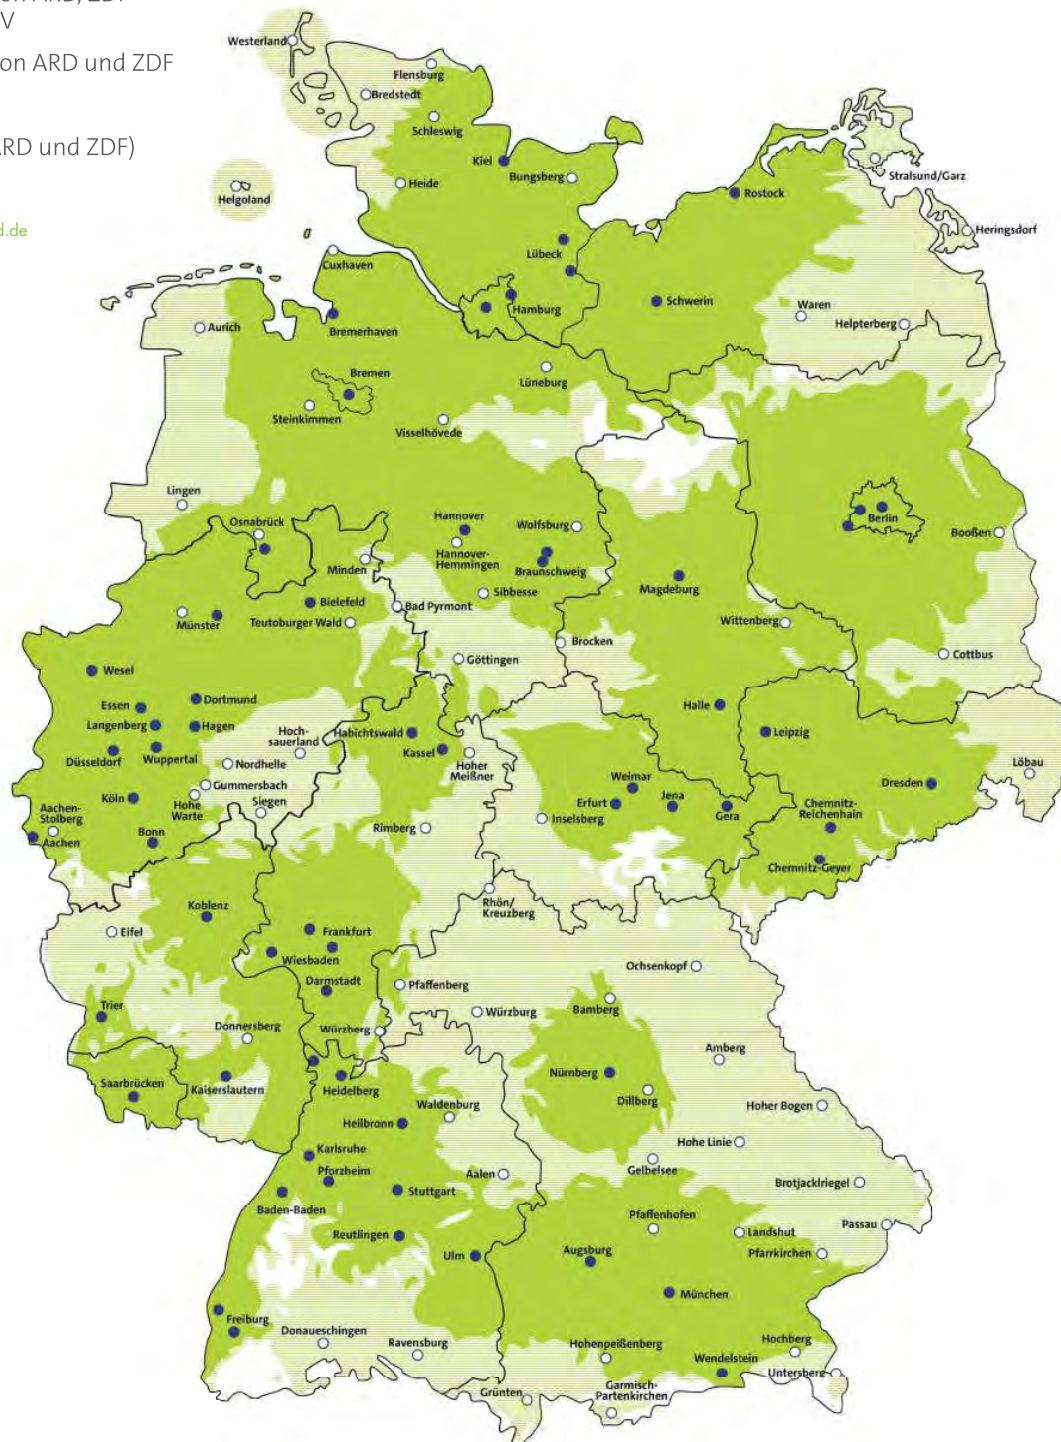 on ARD, ZDF
V
on ARD und ZDF
ARD und ZDF)
d.de
Westerland
Flensburg
Bredstedt
Schleswig
Kiel
Bungsberg
Heide
Helgoland
Stralsund/Garz
Rostock
Heringsdorf
Lübeck
Cuxhaven
Schwerin
Hamburg
Waren
Helpterberg
Aurich
Bremerhaven
Bremen
Lüneburg
Steinkimmen
Visselhövede
Lingen
Osnabrück
Hannover
Wolfsburg
Berlin
Booßen
Hannover-
Hemmingen
Minden
Braunschweig
Magdeburg
Sibbesse
Bielefeld
Bad Pyrmont
Münster
Teutoburger Wald
Wittenberg
Brocken
Cottbus
Göttingen
Wesel
Dortmund
Essen
Halle
Langenberg
Hagen
Hoch-
sauerland
Habichtswald
Leipzig
Düsseldorf
Wuppertal
Kassel
Nordhelle
Hoher
Meißner
Löbau
Weimar
Gummersbach
Dresden
Köln
Hohe
Warte
Siegen
Erfurt
Jena
Gera
Chemnitz-
Reichenhain
Aachen-
Stolberg
Inselsberg
Rimberg
Bonn
Aachen
Chemnitz-Geyer
Koblenz
Rhön/
Kreuzberg
Eifel
Frankfurt
Wiesbaden
Ochsenkopf
Darmstadt
Pfaffenberg
Trier
Bamberg
Würzburg
Donnersberg
Würzberg
Amberg
Nürnberg
Saarbrücken
Kaiserslautern
Heidelberg
Dillberg
Waldenburg
Hoher Bogen
Heilbronn
Hohe Linie
Karlsruhe
Pforzheim
Aalen
Gelbelsee
Brotjacklriegel
Stuttgart
Baden-Baden
Pfaffenhofen
Passau
Reutlingen
Landshut
Ulm
Augsburg
Pfarrkirchen
München
Freiburg
Donaueschingen
Ravensburg
Hohenpeißenberg
Hochberg
Wendelstein
Untersberg
Grünten
Garmisch-
Partenkirchen